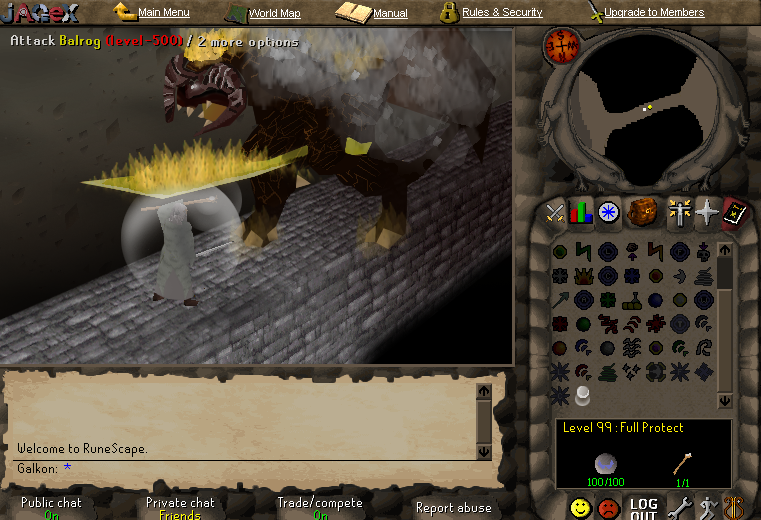 JAGeX
Main Menu
World Map
Manual
Rules & Security
Upgrade to Members
Attack Balrog (level-500) / 2 more options
Level 99 : Full Protect
100/100
1/1
Welcome to RuneScape.
Galkon: *
Public chat
On
Private chat
Friends
Trade/compete
On
Report abuse
LOG
OUT